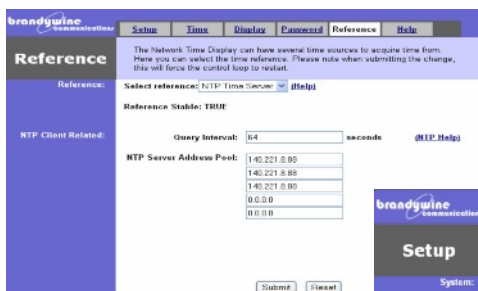 brandywine
communications
Setup Time Display Password Reference Help
Reference
The Network Time Display can have several time sources to acquire time from.
Here you can select the time reference. Please note when submitting the change,
this will force the control loop to restart.
Reference: Select reference: NTP Time Server (Help)
Reference Stable: TRUE
NTP Client Related: Query Interval: 64 seconds (NTP Help)
NTP Server Address Pool: 140.221.8.88
140.221.8.88
140.221.8.88
0.0.0.0
0.0.0.0
Submit Reset
brandywine
communications
Setup
System: